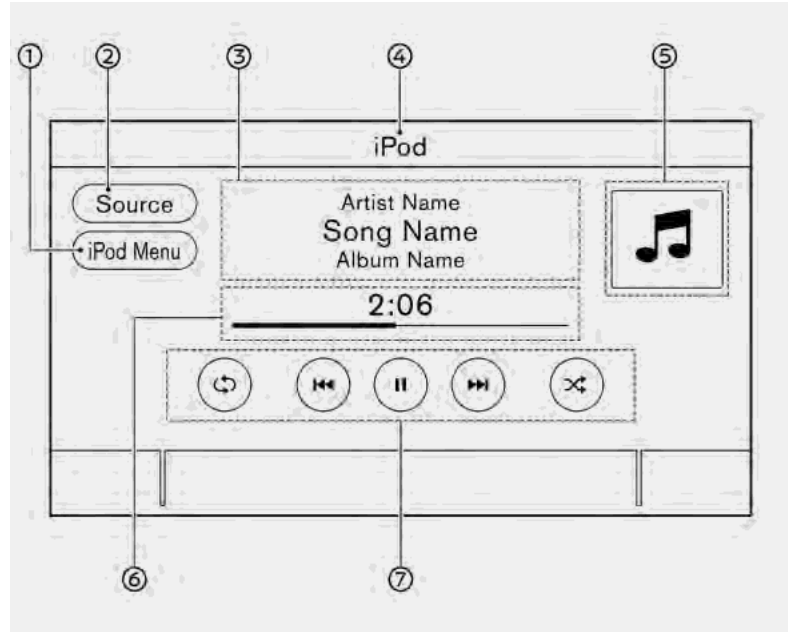 ① ② ③ ④ ⑤
iPod
Source
iPod Menu
Artist Name
Song Name
Album Name
2:06
⑥ ⑦